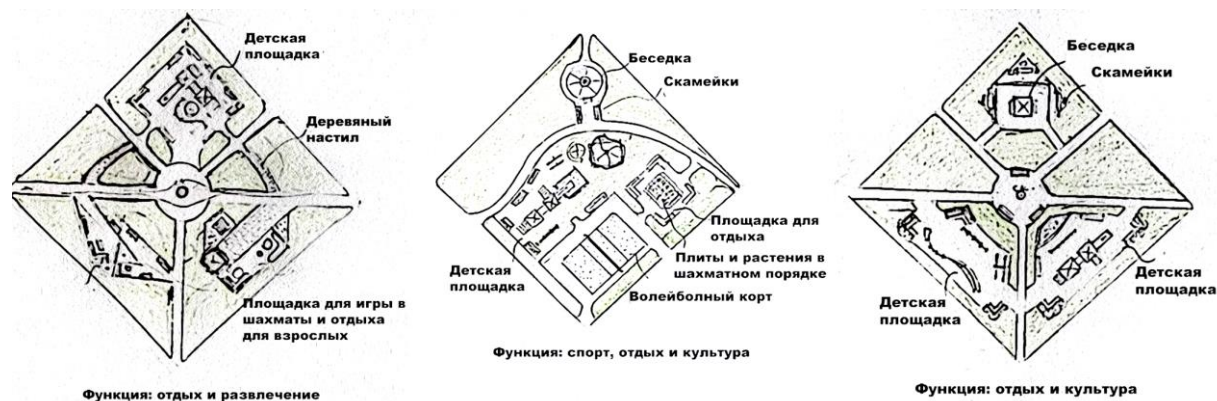 Детская
площадка
Деревяный
настил
Площадка для игры в
шахматы и отдыха
для взрослых
Функция: отдых и развлечение
Беседка
Скамейки
Площадка для
отдыха
Плиты и растения в
шахматном порядке
Детская
площадка
Волейболный корт
Функция: спорт, отдых и культура
Беседка
Скамейки
Детская
площадка
Детская
площадка
Функция: отдых и культура